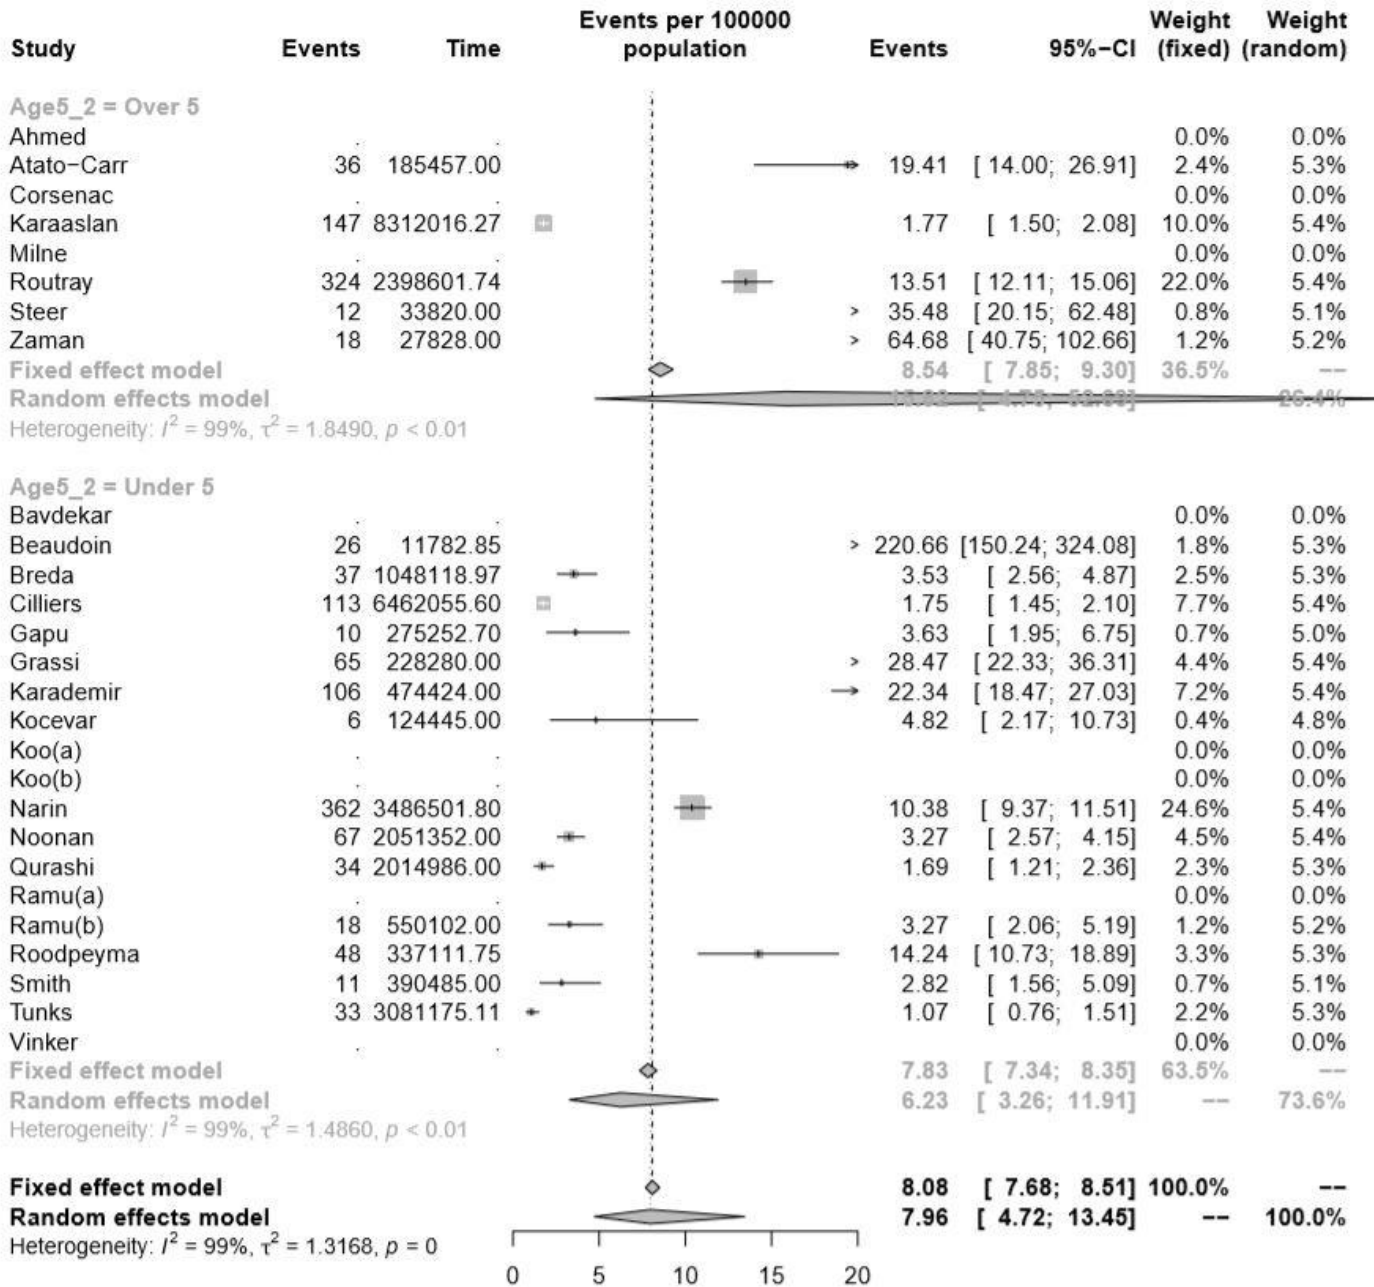 Events per 100000 Weight Weight
Study Events Time population Events 95%−CI (fixed) (random)
Age5_2 = Over 5
Ahmed . . 0.0% 0.0%
Atato−Carr 36 185457.00 19.41 [ 14.00; 26.91] 2.4% 5.3%
Corsenac . . 0.0% 0.0%
Karaaslan 147 8312016.27 1.77 [ 1.50; 2.08] 10.0% 5.4%
Milne . . 0.0% 0.0%
Routray 324 2398601.74 13.51 [ 12.11; 15.06] 22.0% 5.4%
Steer 12 33820.00 35.48 [ 20.15; 62.48] 0.8% 5.1%
Zaman 18 27828.00 64.68 [ 40.75; 102.66] 1.2% 5.2%
Fixed effect model 8.54 [ 7.85; 9.30] 36.5% −−
Random effects model 26.4%
Heterogeneity: I² = 99%, τ² = 1.8490, p < 0.01
Age5_2 = Under 5
Bavdekar . . 0.0% 0.0%
Beaudoin 26 11782.85 220.66 [150.24; 324.08] 1.8% 5.3%
Breda 37 1048118.97 3.53 [ 2.56; 4.87] 2.5% 5.3%
Cilliers 113 6462055.60 1.75 [ 1.45; 2.10] 7.7% 5.4%
Gapu 10 275252.70 3.63 [ 1.95; 6.75] 0.7% 5.0%
Grassi 65 228280.00 28.47 [ 22.33; 36.31] 4.4% 5.4%
Karademir 106 474424.00 22.34 [ 18.47; 27.03] 7.2% 5.4%
Kocevar 6 124445.00 4.82 [ 2.17; 10.73] 0.4% 4.8%
Koo(a) . . 0.0% 0.0%
Koo(b) . . 0.0% 0.0%
Narin 362 3486501.80 10.38 [ 9.37; 11.51] 24.6% 5.4%
Noonan 67 2051352.00 3.27 [ 2.57; 4.15] 4.5% 5.4%
Qurashi 34 2014986.00 1.69 [ 1.21; 2.36] 2.3% 5.3%
Ramu(a) . . 0.0% 0.0%
Ramu(b) 18 550102.00 3.27 [ 2.06; 5.19] 1.2% 5.2%
Roodpeyma 48 337111.75 14.24 [ 10.73; 18.89] 3.3% 5.3%
Smith 11 390485.00 2.82 [ 1.56; 5.09] 0.7% 5.1%
Tunks 33 3081175.11 1.07 [ 0.76; 1.51] 2.2% 5.3%
Vinker . . 0.0% 0.0%
Fixed effect model 7.83 [ 7.34; 8.35] 63.5% −−
Random effects model 6.23 [ 3.26; 11.91] −− 73.6%
Heterogeneity: I² = 99%, τ² = 1.4860, p < 0.01
Fixed effect model 8.08 [ 7.68; 8.51] 100.0% −−
Random effects model 7.96 [ 4.72; 13.45] −− 100.0%
Heterogeneity: I² = 99%, τ² = 1.3168, p = 0
0 5 10 15 20